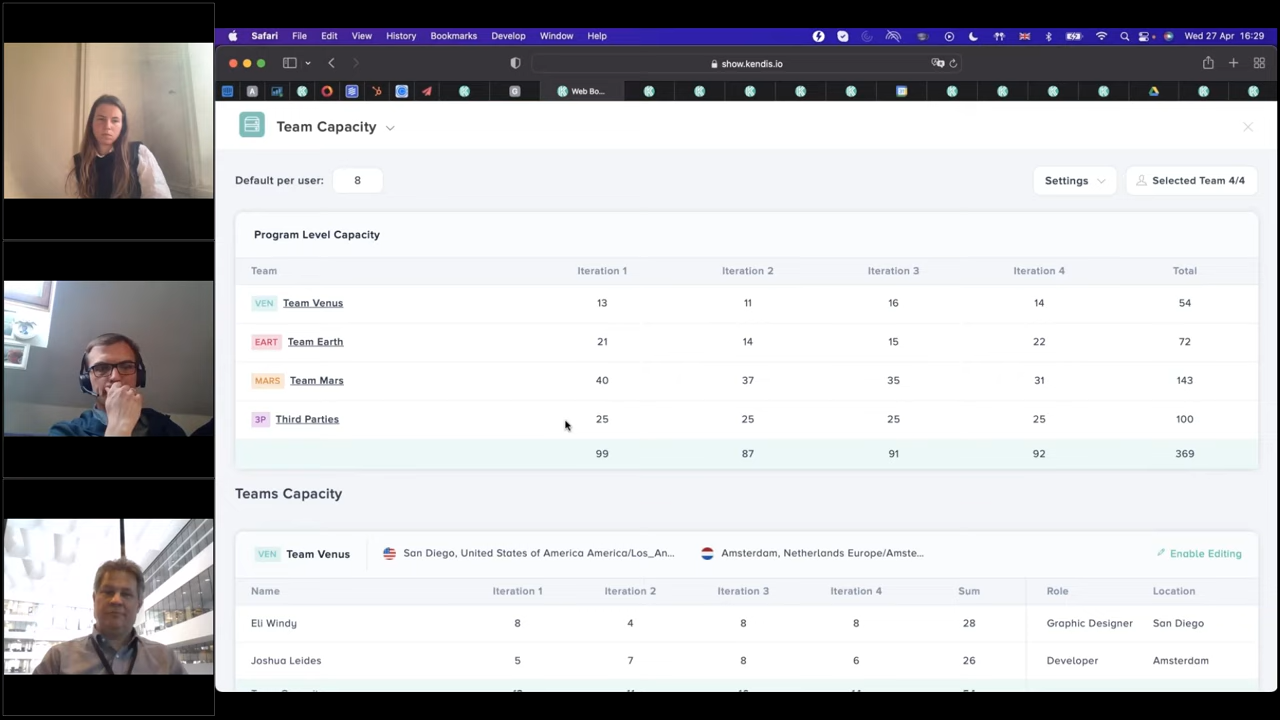 Safari File Edit View History Bookmarks Develop Window Help Wed 27 Apr 16:29
show.kendis.io
A G Web Bo...
Team Capacity
Default per user: 8 Settings Selected Team 4/4
Program Level Capacity
Team Iteration 1 Iteration 2 Iteration 3 Iteration 4 Total
VEN Team Venus 13 11 16 14 54
EART Team Earth 21 14 15 22 72
MARS Team Mars 40 37 35 31 143
3P Third Parties 25 25 25 25 100
99 87 91 92 369
Teams Capacity
VEN Team Venus San Diego, United States of America America/Los_An... Amsterdam, Netherlands Europe/Amste... Enable Editing
Name Iteration 1 Iteration 2 Iteration 3 Iteration 4 Sum Role Location
Eli Windy 8 4 8 8 28 Graphic Designer San Diego
Joshua Leides 5 7 8 6 26 Developer Amsterdam